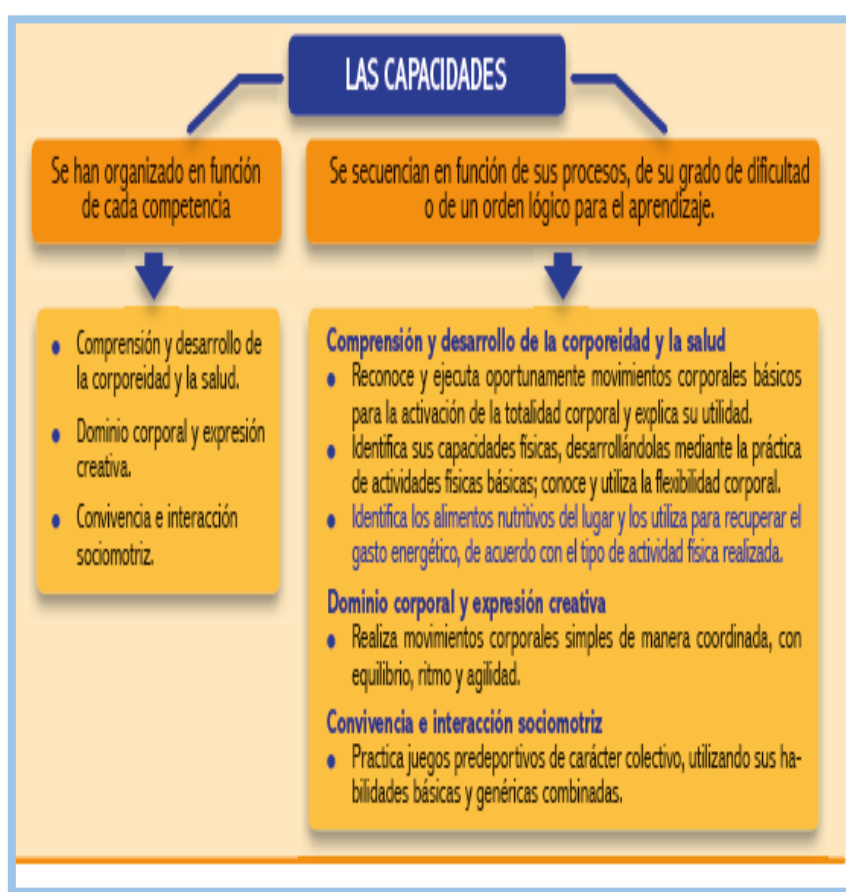 LAS CAPACIDADES
Se han organizado en función
de cada competencia
Se secuencian en función de sus procesos, de su grado de dificultad
o de un orden lógico para el aprendizaje.
• Comprensión y desarrollo de
la corporeidad y la salud.
• Dominio corporal y expresión
creativa.
• Convivencia e interacción
sociomotriz.
Comprensión y desarrollo de la corporeidad y la salud
• Reconoce y ejecuta oportunamente movimientos corporales básicos
para la activación de la totalidad corporal y explica su utilidad.
• Identifica sus capacidades físicas, desarrollándolas mediante la práctica
de actividades físicas básicas; conoce y utiliza la flexibilidad corporal.
• Identifica los alimentos nutritivos del lugar y los utiliza para recuperar el
gasto energético, de acuerdo con el tipo de actividad física realizada.
Dominio corporal y expresión creativa
• Realiza movimientos corporales simples de manera coordinada, con
equilibrio, ritmo y agilidad.
Convivencia e interacción sociomotriz
• Practica juegos predeportivos de carácter colectivo, utilizando sus ha-
bilidades básicas y genéricas combinadas.